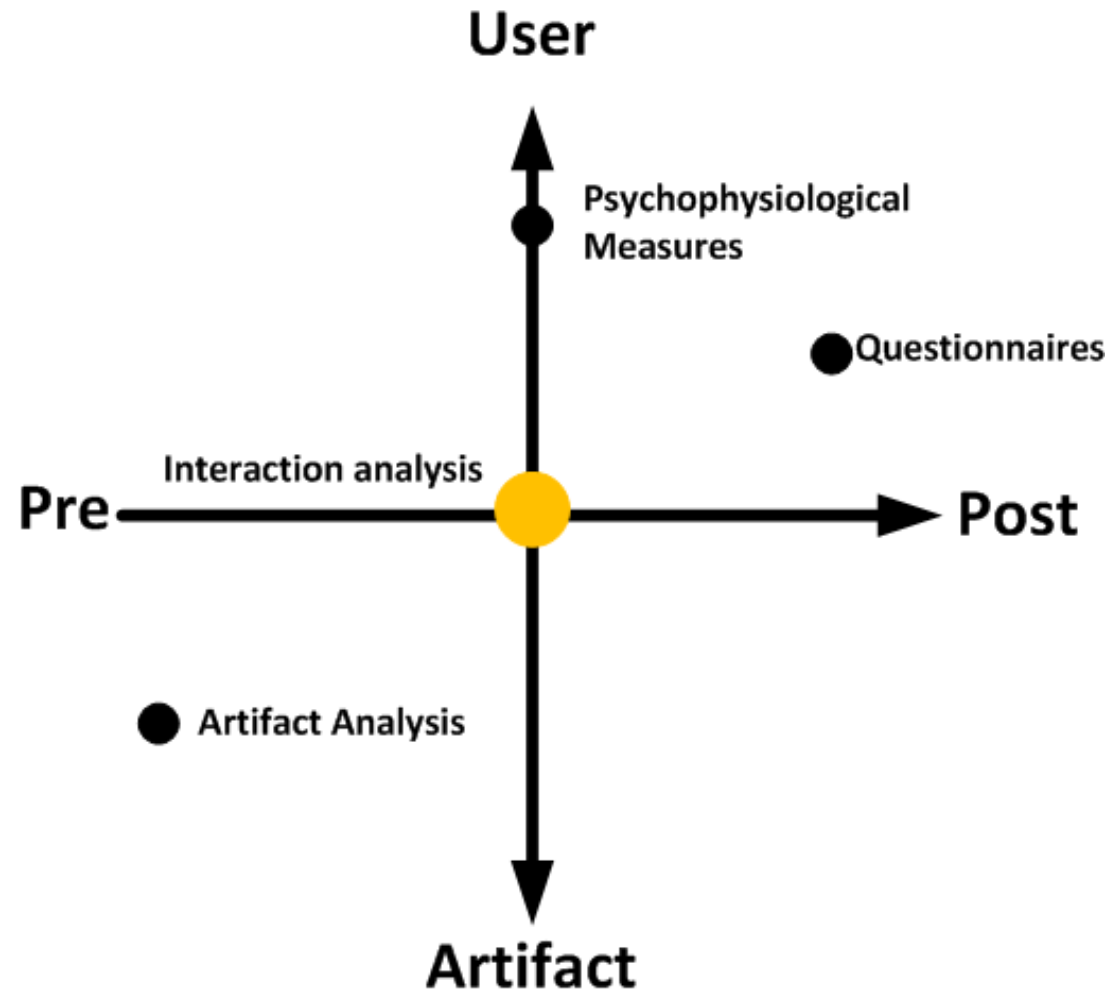 User
Psychophysiological
Measures
Questionnaires
Interaction analysis
Pre
Post
Artifact Analysis
Artifact